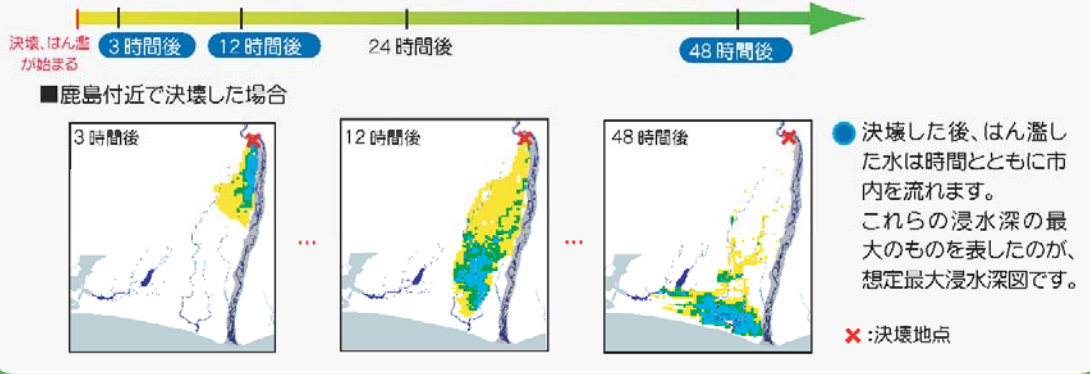 決壊、はん濫
が始まる
3時間後
12時間後
24時間後
48時間後
■鹿島付近で決壊した場合
3時間後
12時間後
48時間後
…
…
●決壊した後、はん濫し
た水は時間とともに市
内を流れます。
これらの浸水深の最
大のものを表したのが、
想定最大浸水深図です。
×:決壊地点